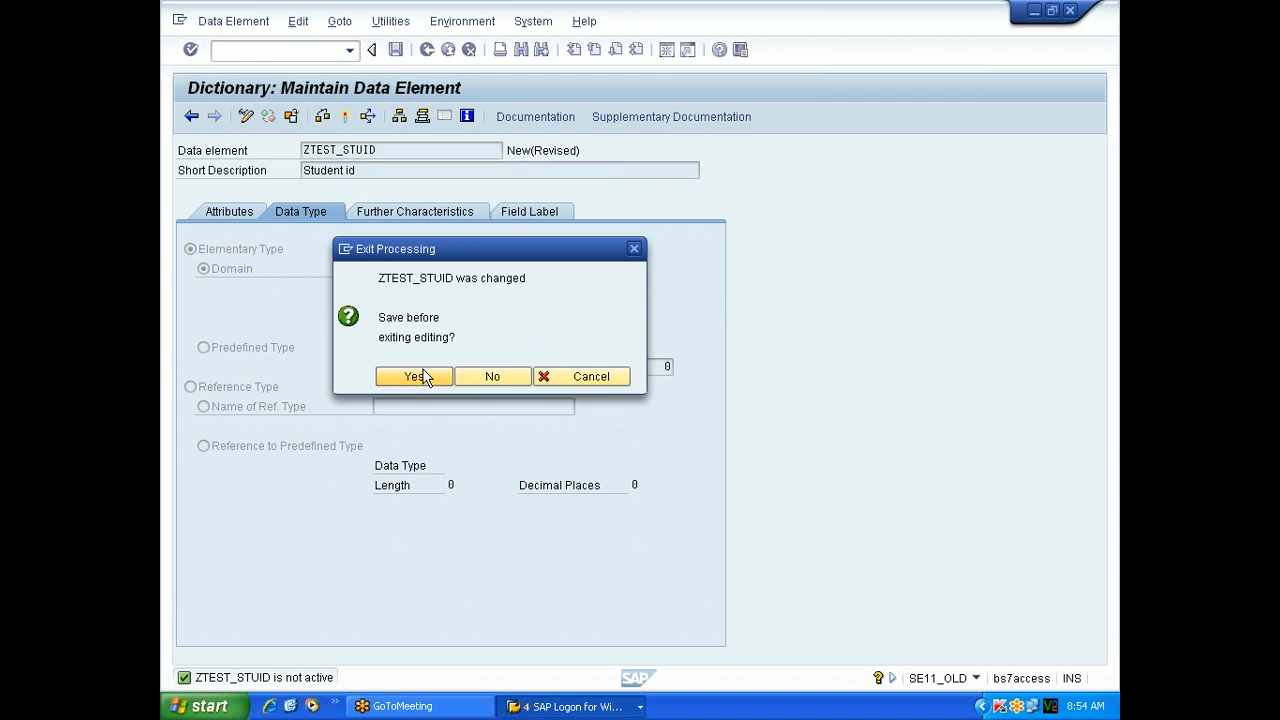 Data Element Edit Goto Utilities Environment System Help
Dictionary: Maintain Data Element
Documentation Supplementary Documentation
Data element ZTEST_STUID New(Revised)
Short Description Student id
Attributes Data Type Further Characteristics Field Label
Elementary Type
Domain
Exit Processing
ZTEST_STUID was changed
Save before
exiting editing?
Yes No Cancel
Predefined Type 0
Reference Type
Name of Ref. Type
Reference to Predefined Type
Data Type
Length 0 Decimal Places 0
ZTEST_STUID is not active SAP SE11_OLD bs7access INS
start » GoToMeeting 4 SAP Logon for Wi... 8:54 AM